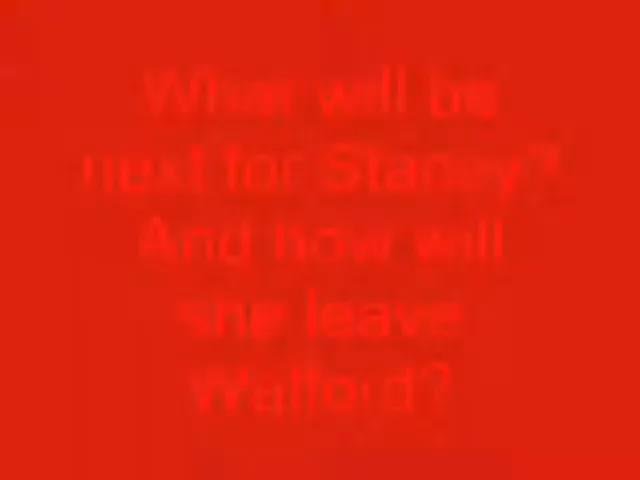 What will be
next for Stacey?
And how will
she leave
Walford?